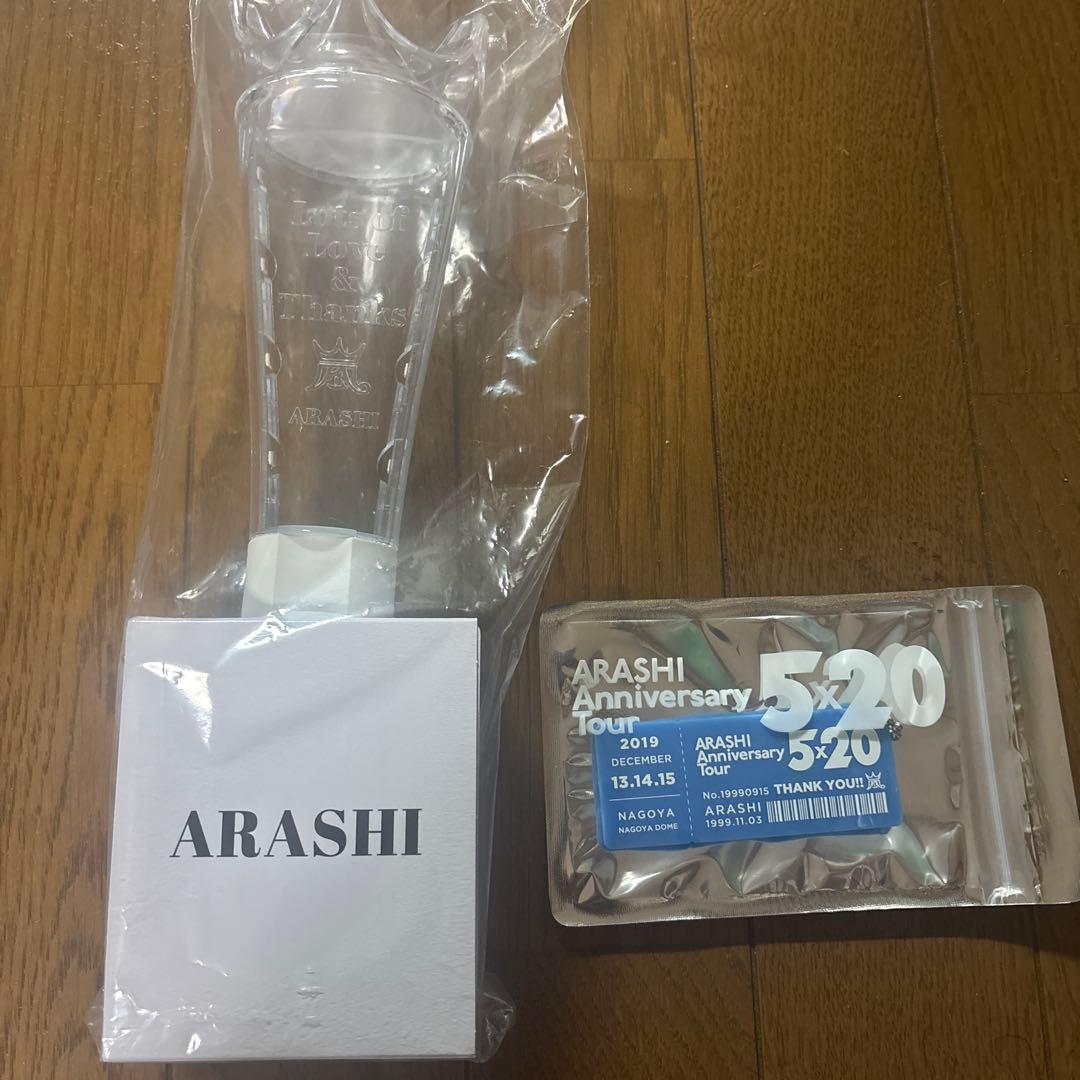 Lots of
Love
&
Thanks
嵐
ARASHI
ARASHI
ARASHI
Anniversary
Tour
5x20
2019
DECEMBER
13.14.15
NAGOYA
NAGOYA DOME
ARASHI
Anniversary
Tour
5x20
No.19990915 THANK YOU!! 嵐
ARASHI
1999.11.03